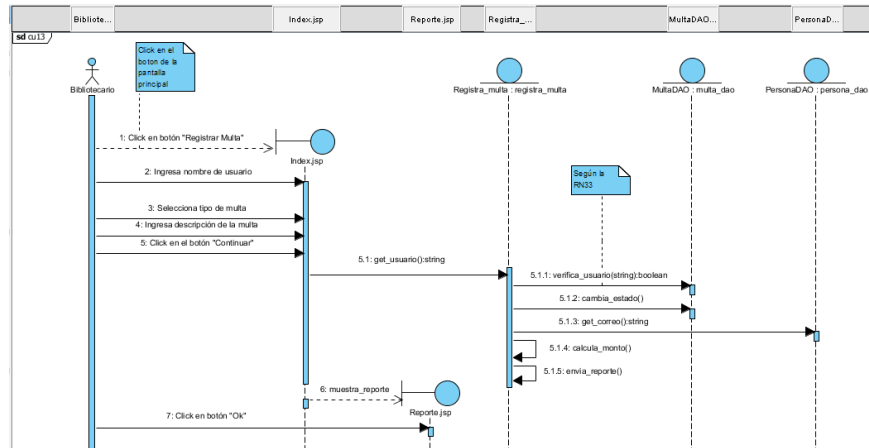 Bibliote...
Index.jsp
Reporte.jsp
Registra_...
MultaDAO...
PersonaD...
sd cu13
Click en el
boton de la
pantalla
principal
Bibliotecario
Registra_multa : registra_multa
MultaDAO : multa_dao
PersonaDAO : persona_dao
1: Click en botón "Registrar Multa"
Index.jsp
2: Ingresa nombre de usuario
Según la
RN33
3: Selecciona tipo de multa
4: Ingresa descripción de la multa
5: Click en el botón "Continuar"
5.1: get_usuario():string
5.1.1: verifica_usuario(string):boolean
5.1.2: cambia_estado()
5.1.3: get_correo():string
5.1.4: calcula_monto()
5.1.5: envia_reporte()
6: muestra_reporte
Reporte.jsp
7: Click en botón "Ok"